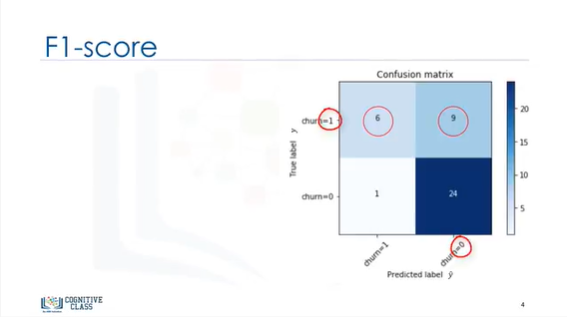 F1-score
Confusion matrix
True label y
churn=1
churn=0
6
9
1
24
20
15
10
5
churn=1
churn=0
Predicted label ŷ
COGNITIVE
CLASS
4